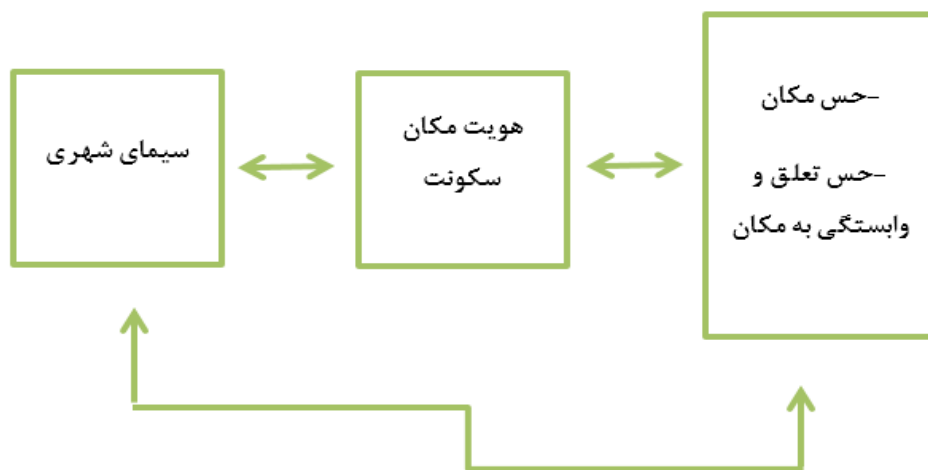 -حس مکان
-حس تعلق و
وابستگی به مکان
هویت مکان
سکونت
سیمای شهری